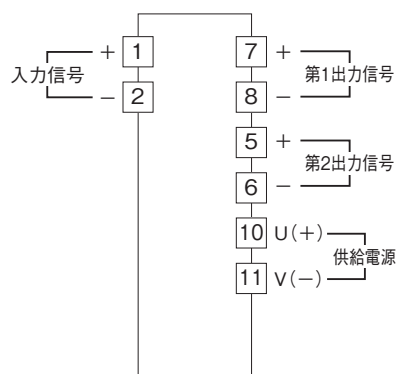 入力信号
+ 1
− 2
7 +
8 −
第1出力信号
5 +
6 −
第2出力信号
10 U(+)
11 V(−)
供給電源